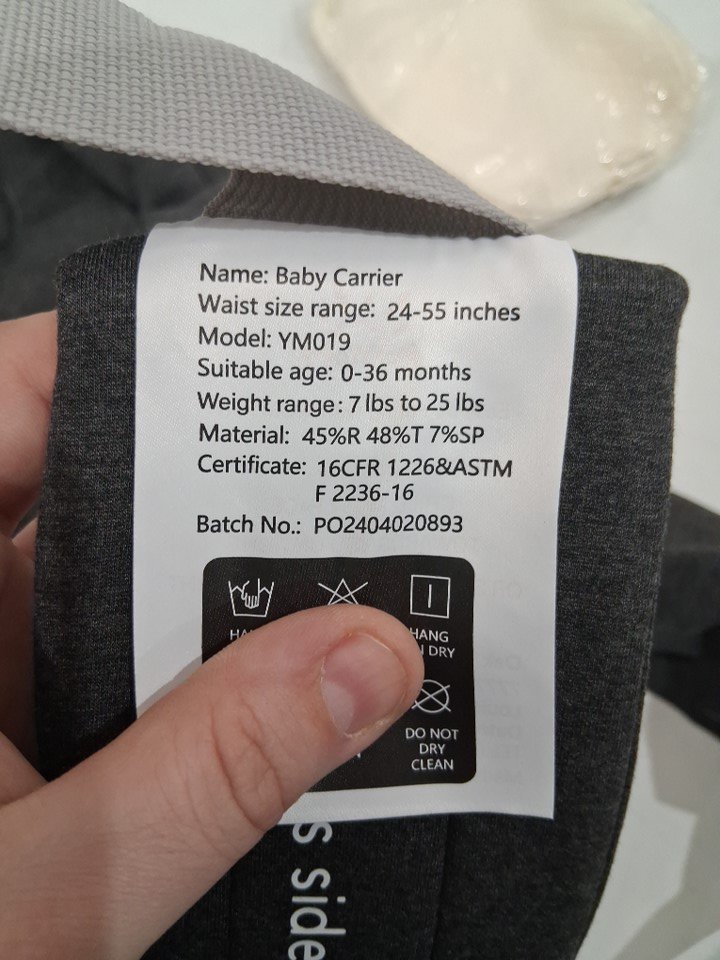 Name: Baby Carrier
Waist size range: 24-55 inches
Model: YM019
Suitable age: 0-36 months
Weight range: 7 lbs to 25 lbs
Material: 45%R 48%T 7%SP
Certificate: 16CFR 1226&ASTM
F 2236-16
Batch No.: PO2404020893
HANG
DRY
DO NOT
DRY
CLEAN
side